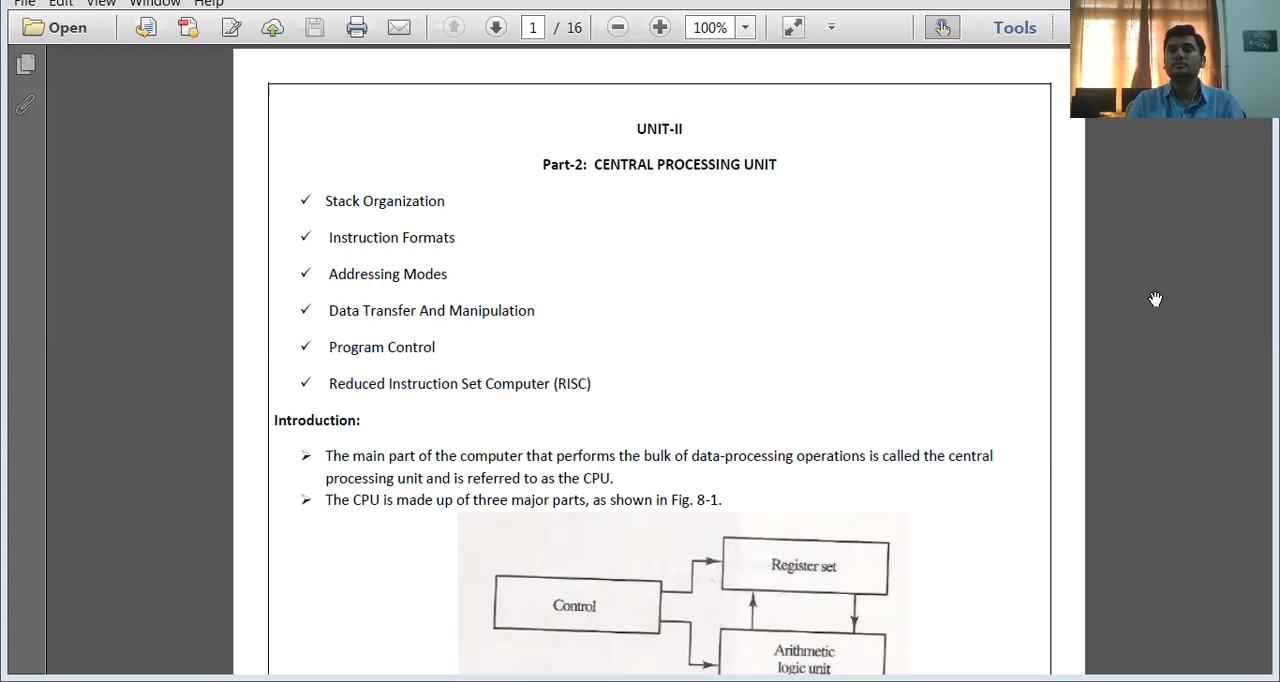 File Edit View Window Help
Open 1 / 16 100% Tools
UNIT-II
Part-2: CENTRAL PROCESSING UNIT
✓ Stack Organization
✓ Instruction Formats
✓ Addressing Modes
✓ Data Transfer And Manipulation
✓ Program Control
✓ Reduced Instruction Set Computer (RISC)
Introduction:
➢ The main part of the computer that performs the bulk of data-processing operations is called the central
processing unit and is referred to as the CPU.
➢ The CPU is made up of three major parts, as shown in Fig. 8-1.
Register set
Control
Arithmetic
logic unit